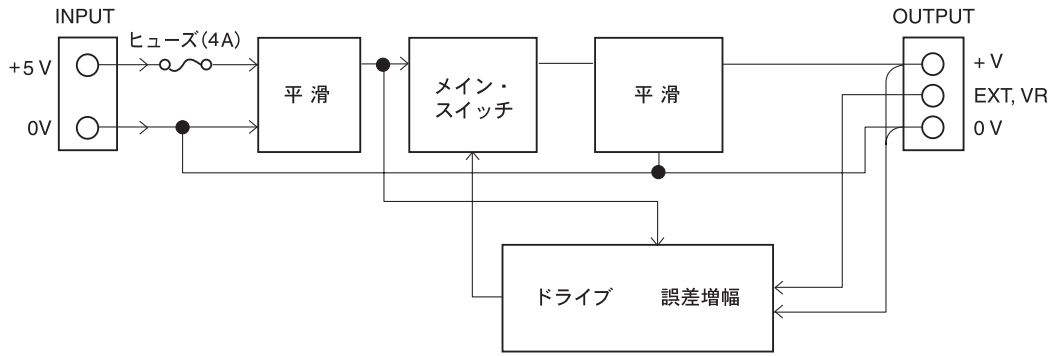 INPUT
OUTPUT
ヒューズ(4A)
+5 V
平 滑
メイン・
スイッチ
平 滑
+ V
EXT, VR
0V
0 V
ドライブ
誤差増幅